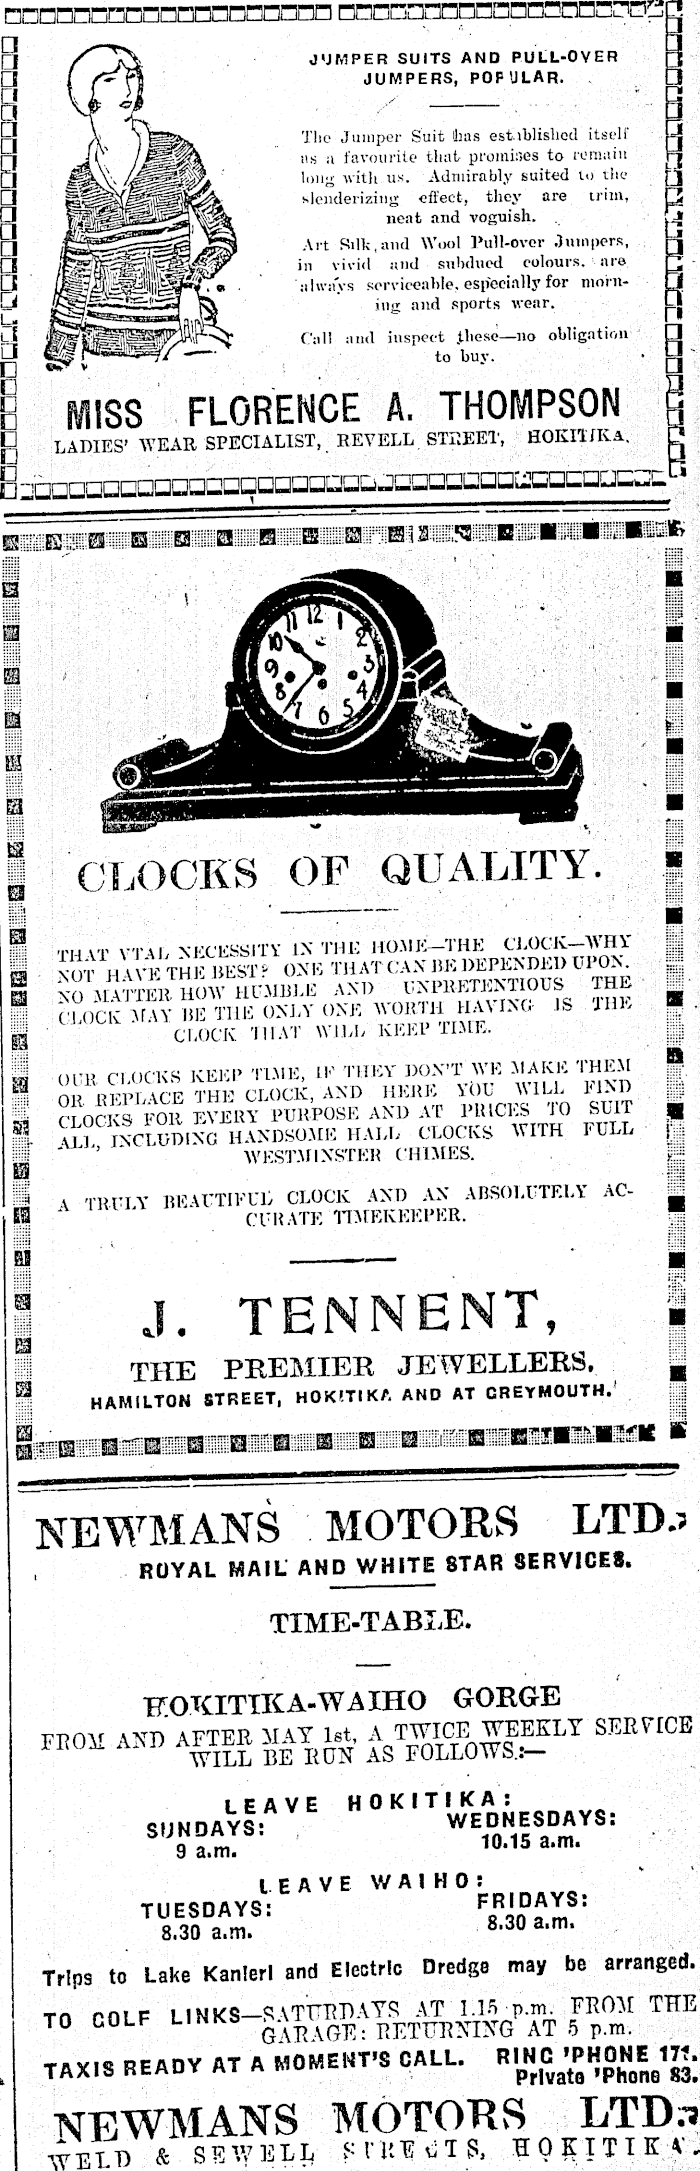 JUMPER SUITS AND PULL-OVER
JUMPERS, POPULAR.
The Jumper Suit has established itself
as a favourite that promises to remain
long with us. Admirably suited to the
slenderizing effect, they are trim,
neat and voguish.
Art Silk and Wool Pull-over Jumpers,
in vivid and subdued colours, are
always serviceable, especially for morn-
ing and sports wear.
Call and inspect these—no obligation
to buy.
MISS FLORENCE A. THOMPSON
LADIES' WEAR SPECIALIST, REVELL STREET, HOKITIKA.
11 12 1
10 2
9 3
8 4
7 6 5
CLOCKS OF QUALITY.
THAT VTAL NECESSITY IN THE HOME—THE CLOCK—WHY
NOT HAVE THE BEST? ONE THAT CAN BE DEPENDED UPON.
NO MATTER HOW HUMBLE AND UNPRETENTIOUS THE
CLOCK MAY BE THE ONLY ONE WORTH HAVING IS THE
CLOCK THAT WILL KEEP TIME.
OUR CLOCKS KEEP TIME, IF THEY DON'T WE MAKE THEM
OR REPLACE THE CLOCK, AND HERE YOU WILL FIND
CLOCKS FOR EVERY PURPOSE AND AT PRICES TO SUIT
ALL, INCLUDING HANDSOME HALL CLOCKS WITH FULL
WESTMINSTER CHIMES.
A TRULY BEAUTIFUL CLOCK AND AN ABSOLUTELY AC-
CURATE TIMEKEEPER.
J. TENNENT,
THE PREMIER JEWELLERS.
HAMILTON STREET, HOKITIKA AND AT GREYMOUTH.
NEWMANS MOTORS LTD.
ROYAL MAIL AND WHITE STAR SERVICES.
TIME-TABLE.
HOKITIKA-WAIHO GORGE
FROM AND AFTER MAY 1st, A TWICE WEEKLY SERVICE
WILL BE RUN AS FOLLOWS:—
LEAVE HOKITIKA:
SUNDAYS: WEDNESDAYS:
9 a.m. 10.15 a.m.
LEAVE WAIHO:
TUESDAYS: FRIDAYS:
8.30 a.m. 8.30 a.m.
Trips to Lake Kanieri and Electric Dredge may be arranged.
TO GOLF LINKS—SATURDAYS AT 1.15 p.m. FROM THE
GARAGE: RETURNING AT 5 p.m.
TAXIS READY AT A MOMENT'S CALL. RING 'PHONE
Private 'Phone 83.
NEWMANS MOTORS LTD.
WELD & SEWELL STREETS, HOKITIKA.